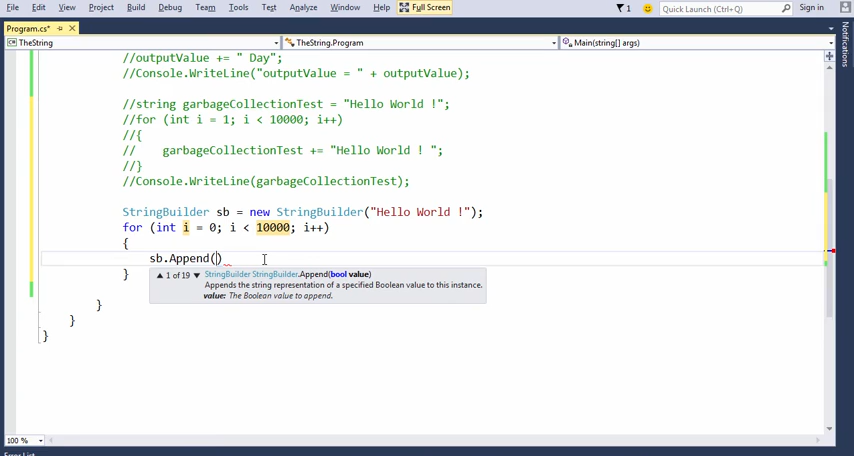 File Edit View Project Build Debug Team Tools Test Analyze Window Help Full Screen 1 Quick Launch (Ctrl+Q) Sign in
Program.cs*
TheString TheString.Program Main(string[] args)
Notifications
//outputValue += " Day";
//Console.WriteLine("outputValue = " + outputValue);
//string garbageCollectionTest = "Hello World !";
//for (int i = 1; i < 10000; i++)
//{
// garbageCollectionTest += "Hello World ! ";
//}
//Console.WriteLine(garbageCollectionTest);
StringBuilder sb = new StringBuilder("Hello World !");
for (int i = 0; i < 10000; i++)
{
sb.Append()
}
▲ 1 of 19 ▼ StringBuilder StringBuilder.Append(bool value)
Appends the string representation of a specified Boolean value to this instance.
value: The Boolean value to append.
}
}
}
100 %
Error List